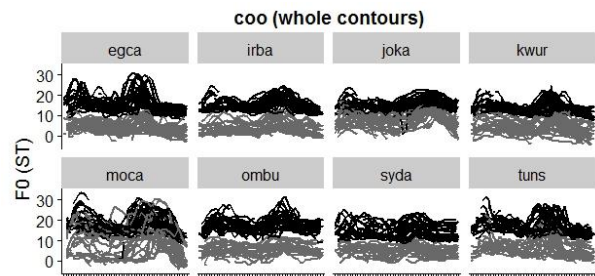 coo (whole contours)
egca irba joka kwur
30
20
10
0
moca ombu syda tuns
30
20
10
0
F0 (ST)